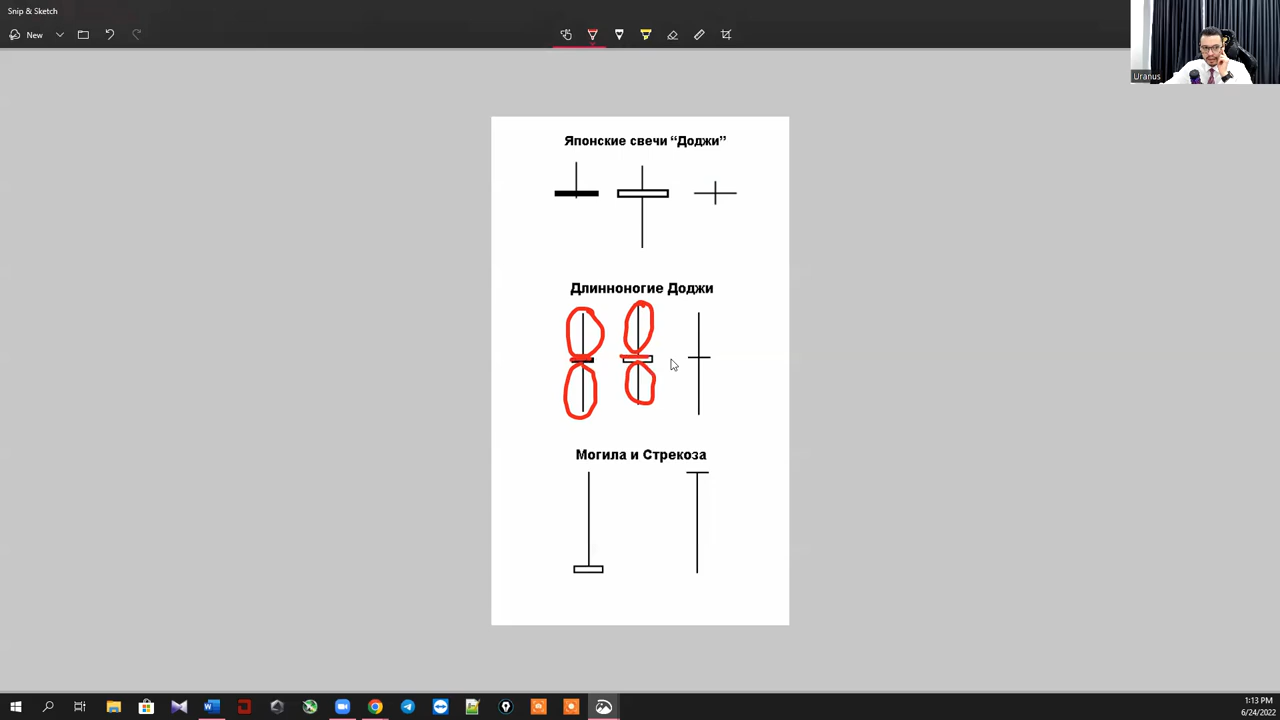 Snip & Sketch
New
Uranus
Японские свечи “Доджи”
Длинноногие Доджи
Могила и Стрекоза
1:13 PM
6/24/2022